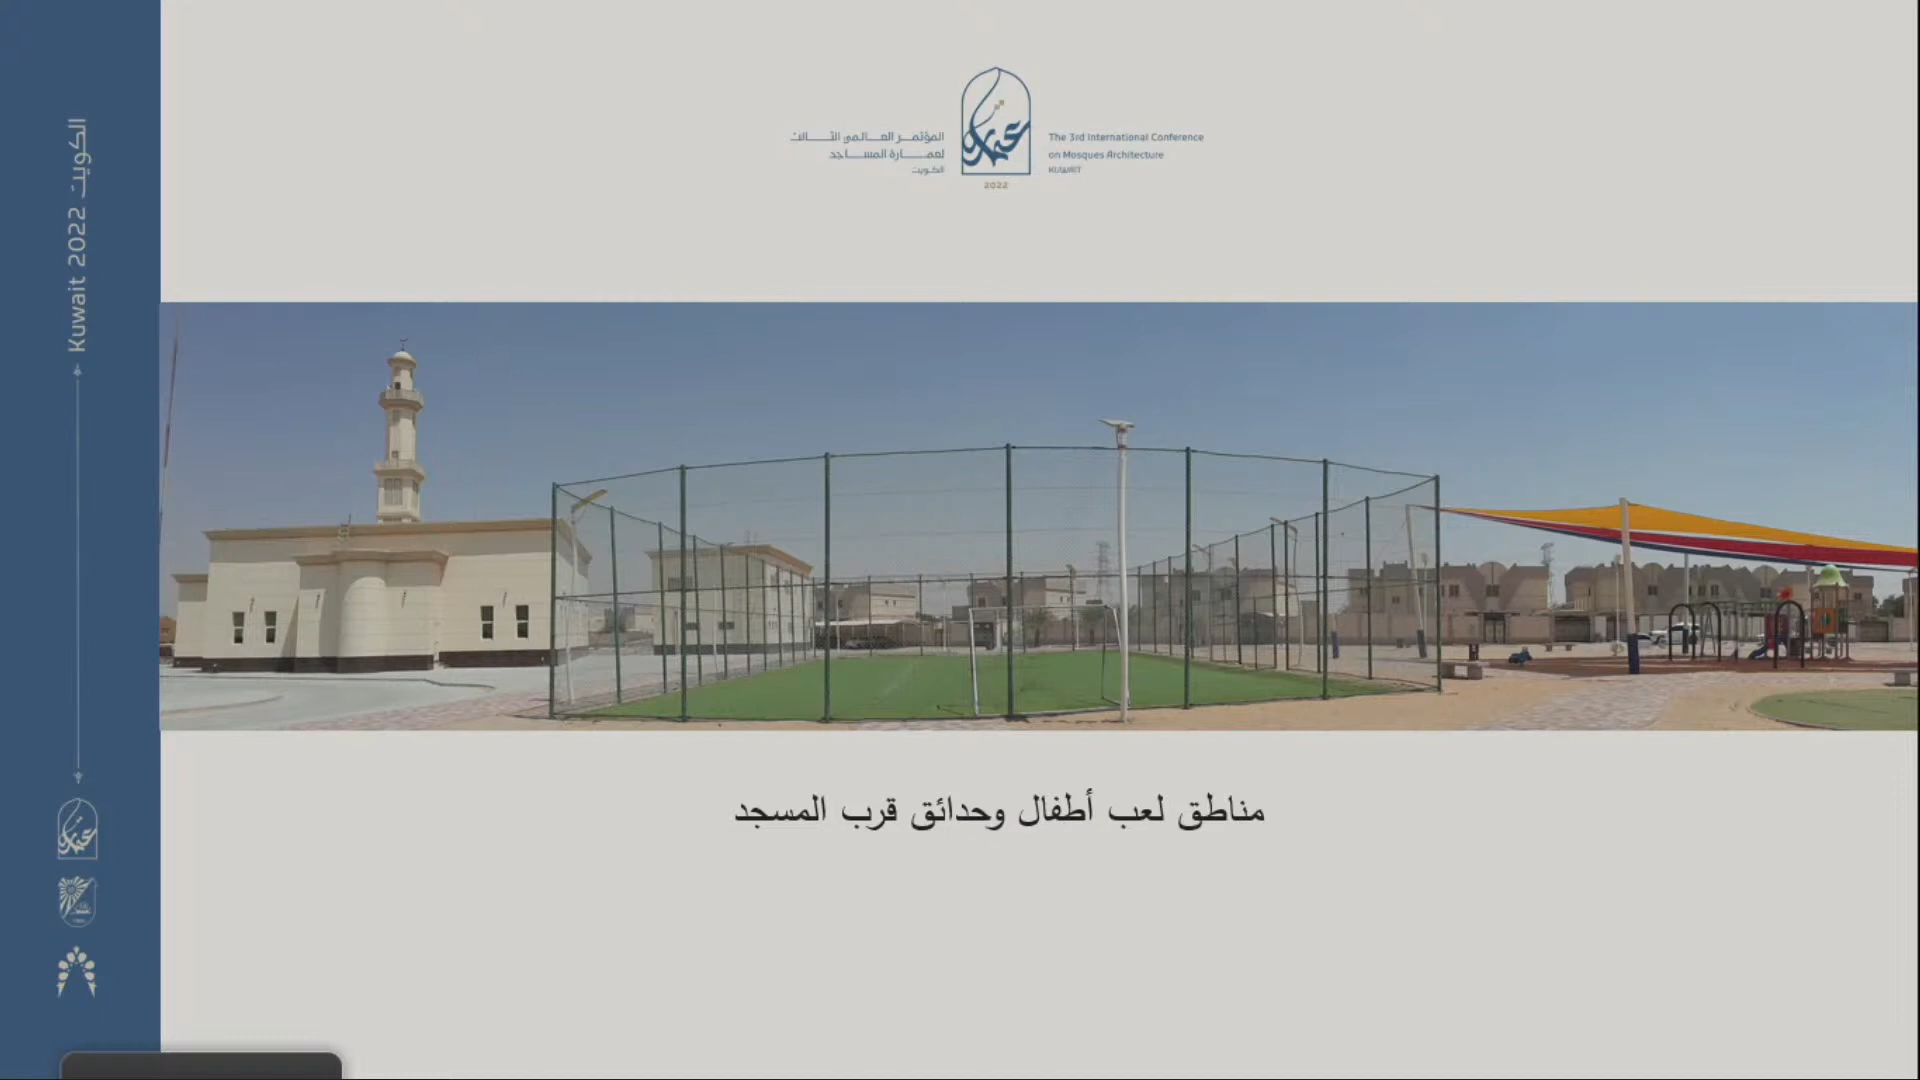 المؤتمر العالمي الثالث
لعمارة المساجد
الكويت
2022
The 3rd International Conference
on Mosques Architecture
KUWAIT
Kuwait 2022 الكويت
مناطق لعب أطفال وحدائق قرب المسجد